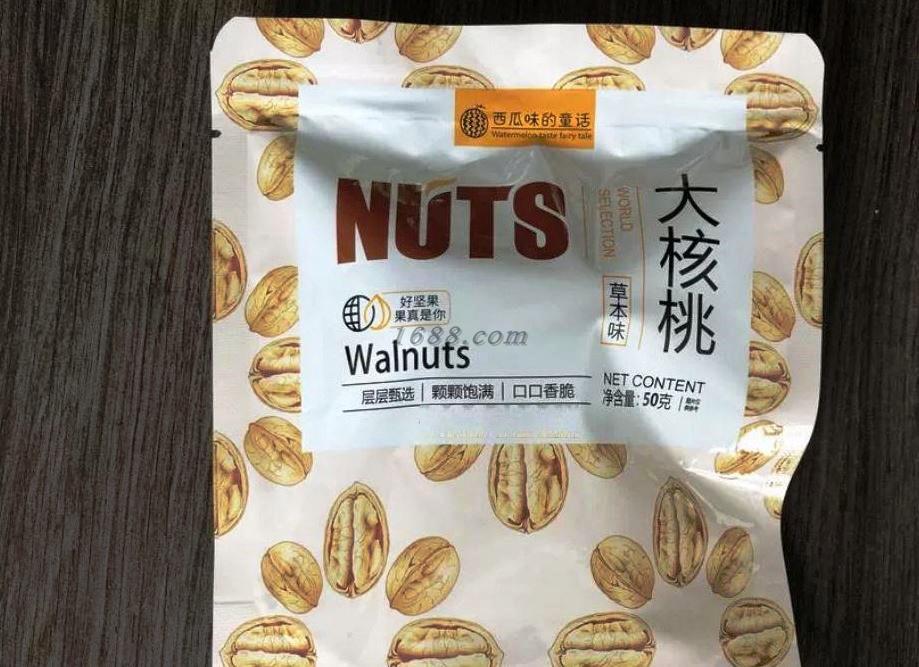 西瓜味的童话
Watermelon taste fairy tale
NUTS
WORLD
SELECTION
大核桃
草本味
好坚果
果真是你
1688.com
Walnuts
层层甄选 | 颗颗饱满 | 口口香脆
NET CONTENT
净含量: 50克